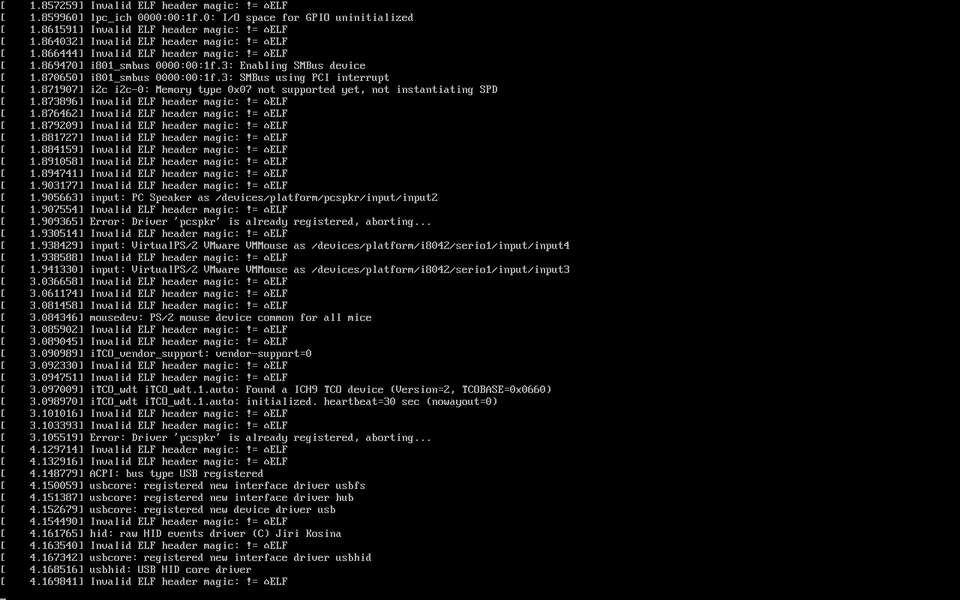 [    1.857259] Invalid ELF header magic: != ⌂ELF
[    1.859960] lpc_ich 0000:00:1f.0: I/O space for GPIO uninitialized
[    1.861591] Invalid ELF header magic: != ⌂ELF
[    1.864032] Invalid ELF header magic: != ⌂ELF
[    1.866444] Invalid ELF header magic: != ⌂ELF
[    1.869470] i801_smbus 0000:00:1f.3: Enabling SMBus device
[    1.870650] i801_smbus 0000:00:1f.3: SMBus using PCI interrupt
[    1.871907] i2c i2c-0: Memory type 0x07 not supported yet, not instantiating SPD
[    1.873896] Invalid ELF header magic: != ⌂ELF
[    1.876462] Invalid ELF header magic: != ⌂ELF
[    1.879209] Invalid ELF header magic: != ⌂ELF
[    1.881727] Invalid ELF header magic: != ⌂ELF
[    1.884159] Invalid ELF header magic: != ⌂ELF
[    1.891058] Invalid ELF header magic: != ⌂ELF
[    1.894741] Invalid ELF header magic: != ⌂ELF
[    1.903177] Invalid ELF header magic: != ⌂ELF
[    1.905663] input: PC Speaker as /devices/platform/pcspkr/input/input2
[    1.907554] Invalid ELF header magic: != ⌂ELF
[    1.909365] Error: Driver 'pcspkr' is already registered, aborting...
[    1.930514] Invalid ELF header magic: != ⌂ELF
[    1.938429] input: VirtualPS/2 VMware VMMouse as /devices/platform/i8042/serio1/input/input4
[    1.938588] Invalid ELF header magic: != ⌂ELF
[    1.941330] input: VirtualPS/2 VMware VMMouse as /devices/platform/i8042/serio1/input/input3
[    3.036658] Invalid ELF header magic: != ⌂ELF
[    3.061174] Invalid ELF header magic: != ⌂ELF
[    3.081458] Invalid ELF header magic: != ⌂ELF
[    3.084346] mousedev: PS/2 mouse device common for all mice
[    3.085902] Invalid ELF header magic: != ⌂ELF
[    3.089045] Invalid ELF header magic: != ⌂ELF
[    3.090989] iTCO_vendor_support: vendor-support=0
[    3.092330] Invalid ELF header magic: != ⌂ELF
[    3.094751] Invalid ELF header magic: != ⌂ELF
[    3.097009] iTCO_wdt iTCO_wdt.1.auto: Found a ICH9 TCO device (Version=2, TCOBASE=0x0660)
[    3.098970] iTCO_wdt iTCO_wdt.1.auto: initialized. heartbeat=30 sec (nowayout=0)
[    3.101016] Invalid ELF header magic: != ⌂ELF
[    3.103393] Invalid ELF header magic: != ⌂ELF
[    3.105519] Error: Driver 'pcspkr' is already registered, aborting...
[    4.129714] Invalid ELF header magic: != ⌂ELF
[    4.132916] Invalid ELF header magic: != ⌂ELF
[    4.148779] ACPI: bus type USB registered
[    4.150059] usbcore: registered new interface driver usbfs
[    4.151387] usbcore: registered new interface driver hub
[    4.152679] usbcore: registered new device driver usb
[    4.154490] Invalid ELF header magic: != ⌂ELF
[    4.161765] hid: raw HID events driver (C) Jiri Kosina
[    4.163540] Invalid ELF header magic: != ⌂ELF
[    4.167342] usbcore: registered new interface driver usbhid
[    4.168516] usbhid: USB HID core driver
[    4.169841] Invalid ELF header magic: != ⌂ELF